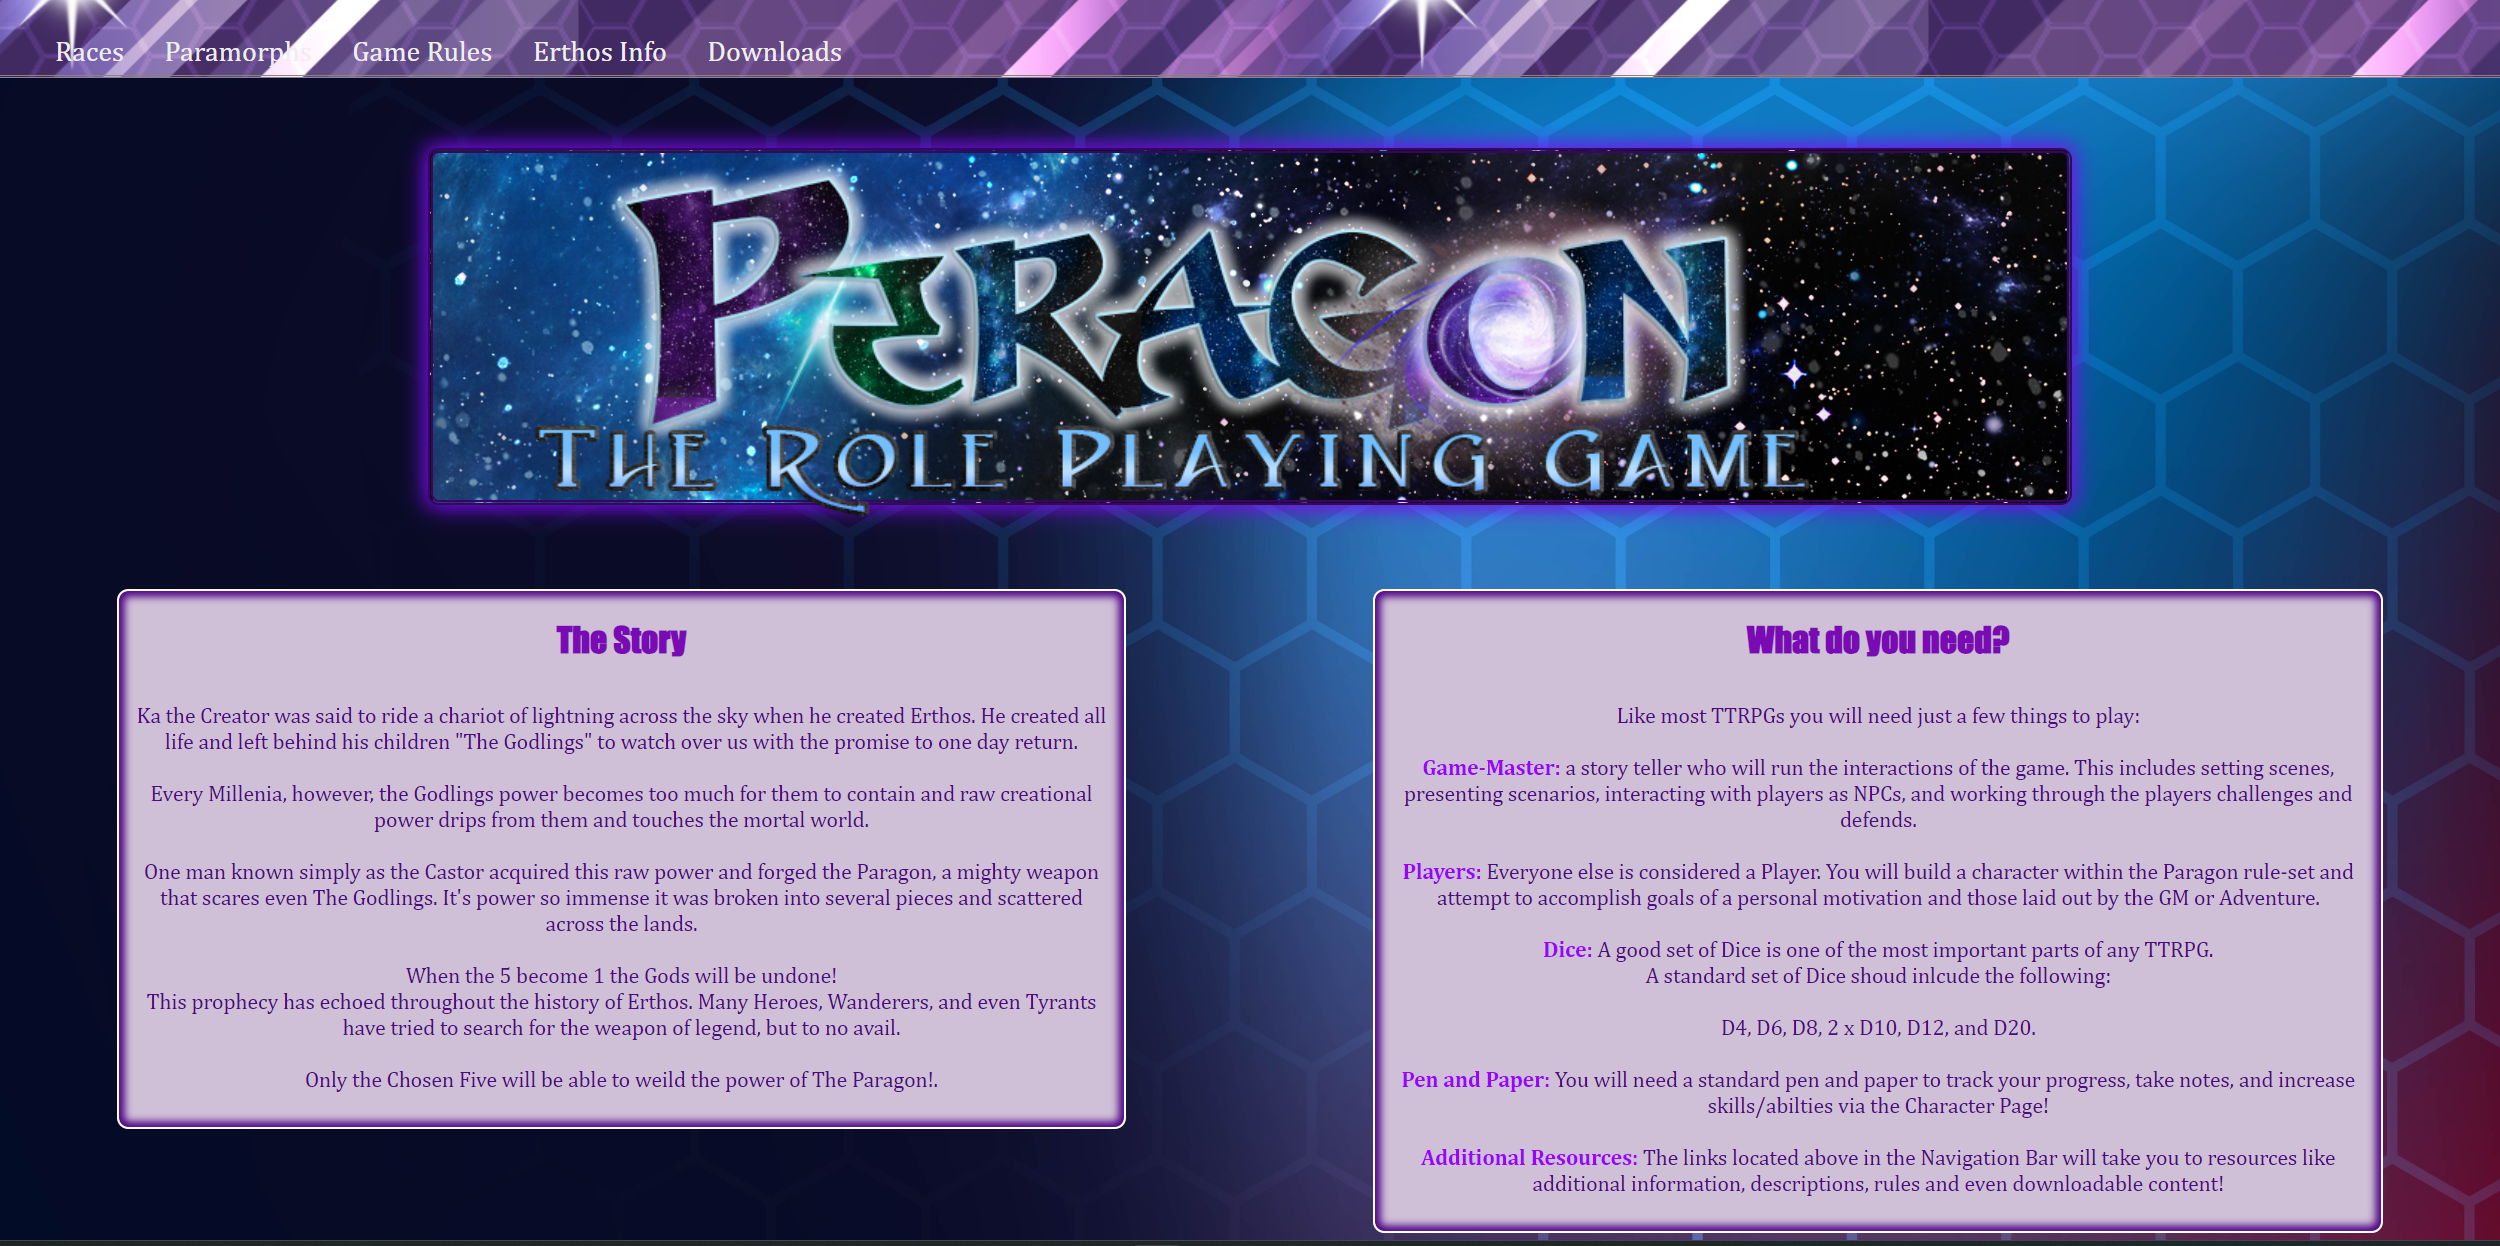 Races Paramorphs Game Rules Erthos Info Downloads
PERAGON
THE ROLE PLAYING GAME
The Story
Ka the Creator was said to ride a chariot of lightning across the sky when he created Erthos. He created all
life and left behind his children "The Godlings" to watch over us with the promise to one day return.
Every Millenia, however, the Godlings power becomes too much for them to contain and raw creational
power drips from them and touches the mortal world.
One man known simply as the Castor acquired this raw power and forged the Paragon, a mighty weapon
that scares even The Godlings. It's power so immense it was broken into several pieces and scattered
across the lands.
When the 5 become 1 the Gods will be undone!
This prophecy has echoed throughout the history of Erthos. Many Heroes, Wanderers, and even Tyrants
have tried to search for the weapon of legend, but to no avail.
Only the Chosen Five will be able to weild the power of The Paragon!.
What do you need?
Like most TTRPGs you will need just a few things to play:
Game-Master: a story teller who will run the interactions of the game. This includes setting scenes,
presenting scenarios, interacting with players as NPCs, and working through the players challenges and
defends.
Players: Everyone else is considered a Player. You will build a character within the Paragon rule-set and
attempt to accomplish goals of a personal motivation and those laid out by the GM or Adventure.
Dice: A good set of Dice is one of the most important parts of any TTRPG.
A standard set of Dice shoud inlcude the following:
D4, D6, D8, 2 x D10, D12, and D20.
Pen and Paper: You will need a standard pen and paper to track your progress, take notes, and increase
skills/abilties via the Character Page!
Additional Resources: The links located above in the Navigation Bar will take you to resources like
additional information, descriptions, rules and even downloadable content!